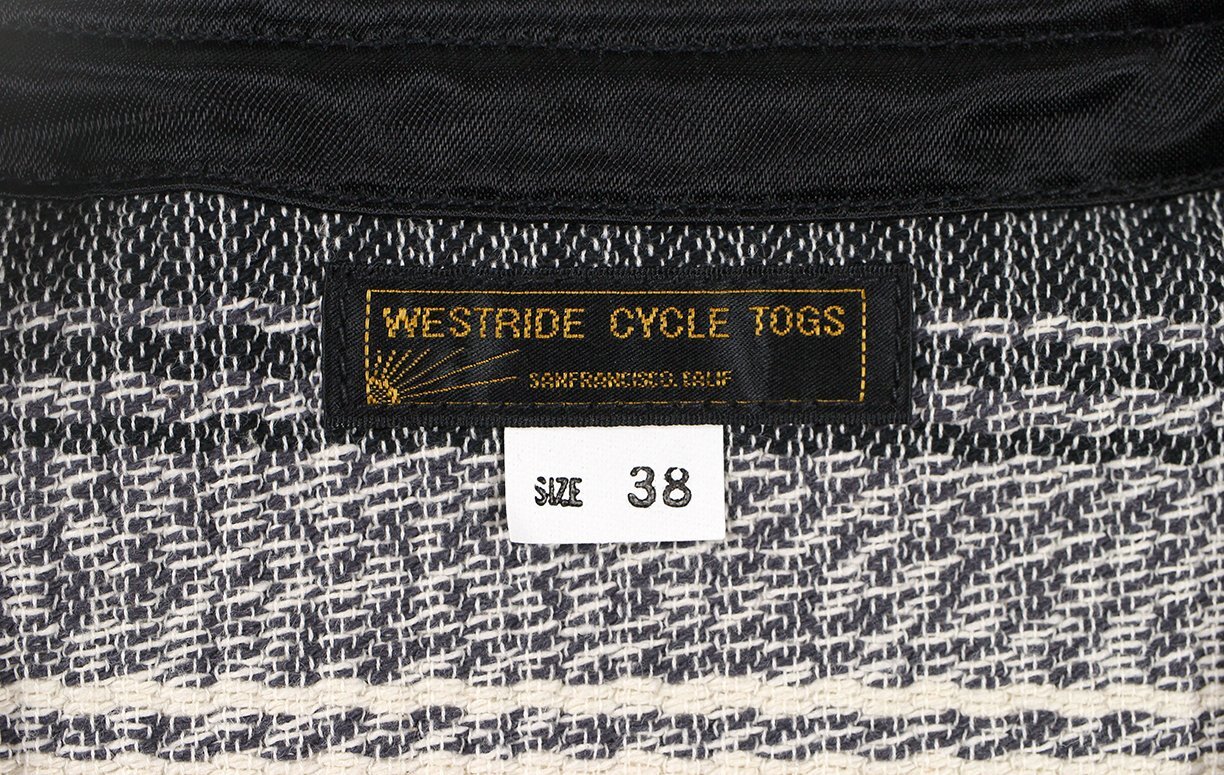 WESTRIDE CYCLE TOGS
SANFRANCISCO. CALIF
SIZE 38